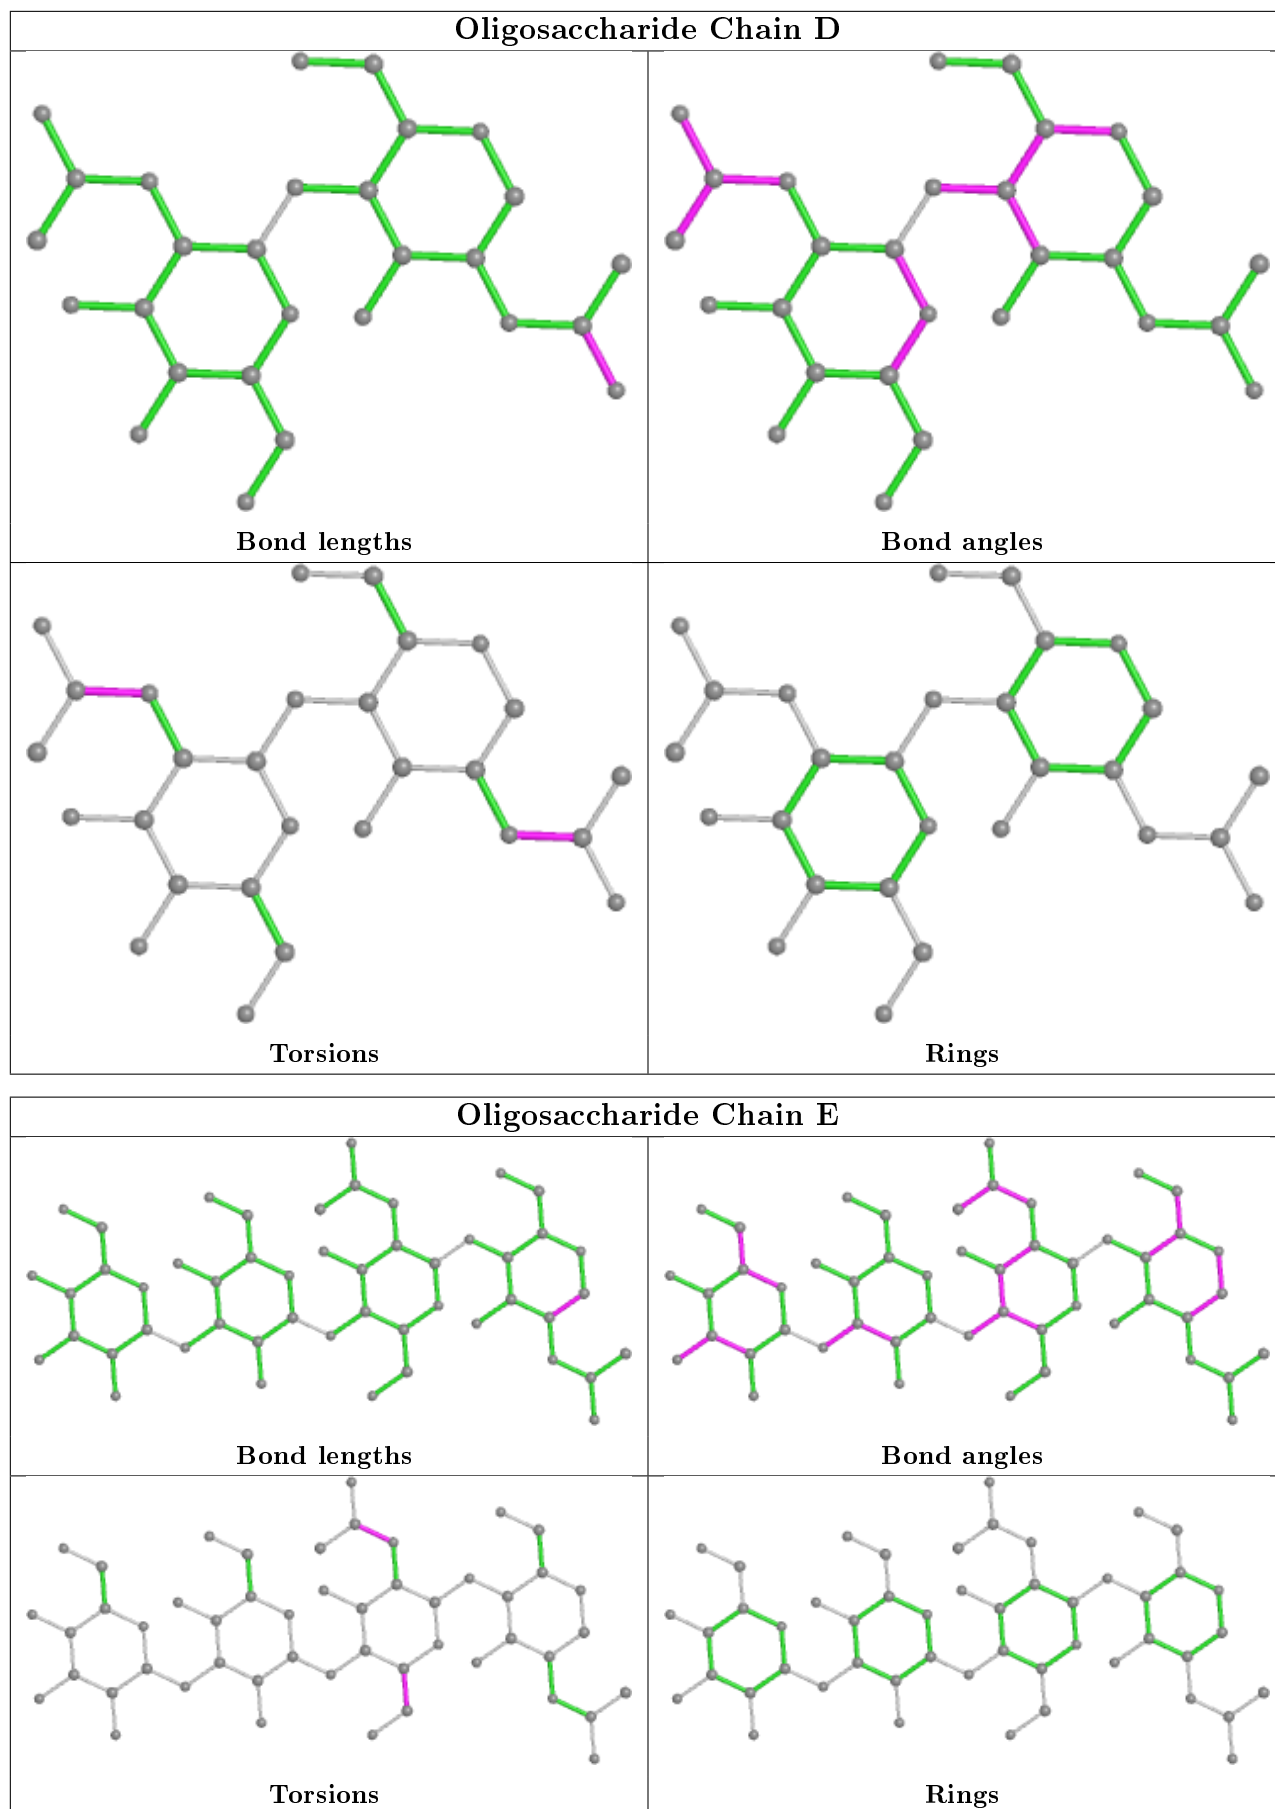 Oligosaccharide Chain D
Bond lengths
Bond angles
Torsions
Rings
Oligosaccharide Chain E
Bond lengths
Bond angles
Torsions
Rings